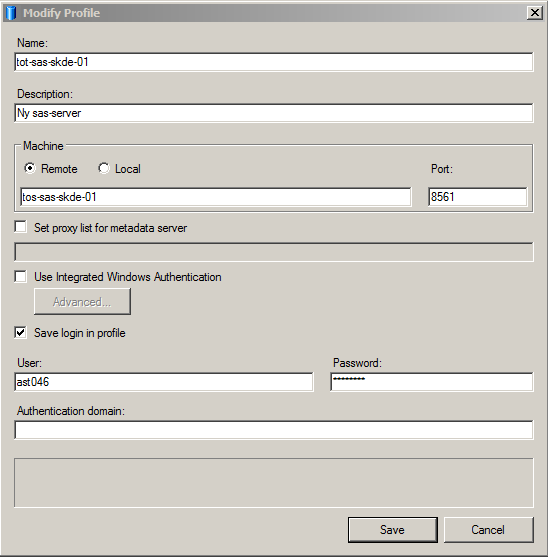 Modify Profile
Name:
tot-sas-skde-01
Description:
Ny sas-server
Machine
Remote Local Port:
tos-sas-skde-01 8561
Set proxy list for metadata server
Use Integrated Windows Authentication
Advanced...
Save login in profile
User: Password:
ast046 ********
Authentication domain:
Save Cancel